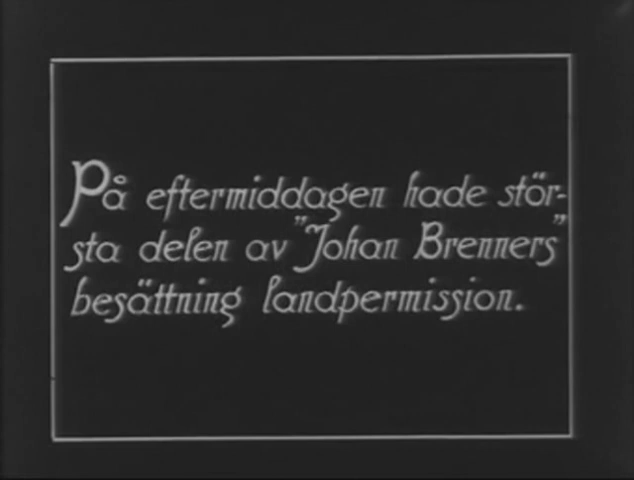 På eftermiddagen hade stör-
sta delen av "Johan Brenners"
besättning landpermission.